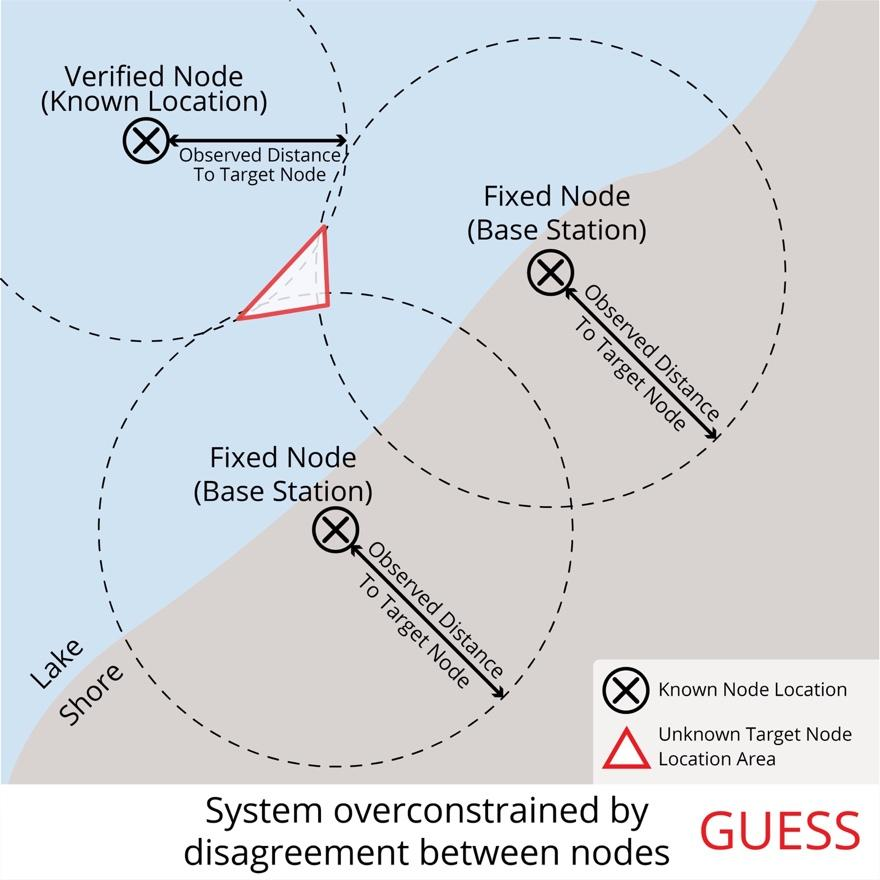 Verified Node
(Known Location)
Observed Distance
To Target Node
Fixed Node
(Base Station)
Observed Distance
To Target Node
Fixed Node
(Base Station)
Observed Distance
To Target Node
Lake
Shore
Known Node Location
Unknown Target Node
Location Area
System overconstrained by
disagreement between nodes
GUESS